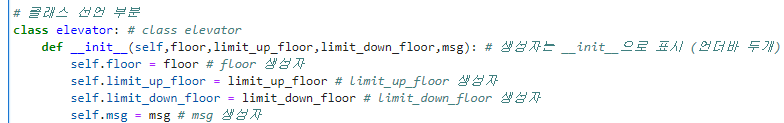 # 클래스 선언 부분
class elevator: # class elevator
    def __init__(self,floor,limit_up_floor,limit_down_floor,msg): # 생성자는 __init__으로 표시 (언더바 두개)
        self.floor = floor # floor 생성자
        self.limit_up_floor = limit_up_floor # limit_up_floor 생성자
        self.limit_down_floor = limit_down_floor # limit_down_floor 생성자
        self.msg = msg # msg 생성자